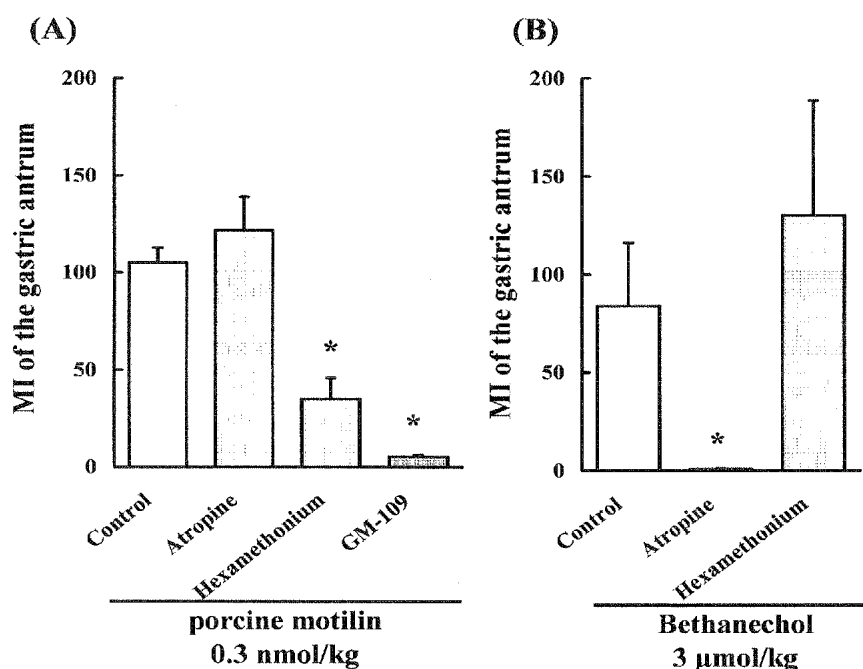 (A)
(B)
MI of the gastric antrum
200
150
100
50
0
*
*
Control
Atropine
Hexamethonium
GM-109
porcine motilin
0.3 nmol/kg
MI of the gastric antrum
200
150
100
50
0
*
Control
Atropine
Hexamethonium
Bethanechol
3 μmol/kg